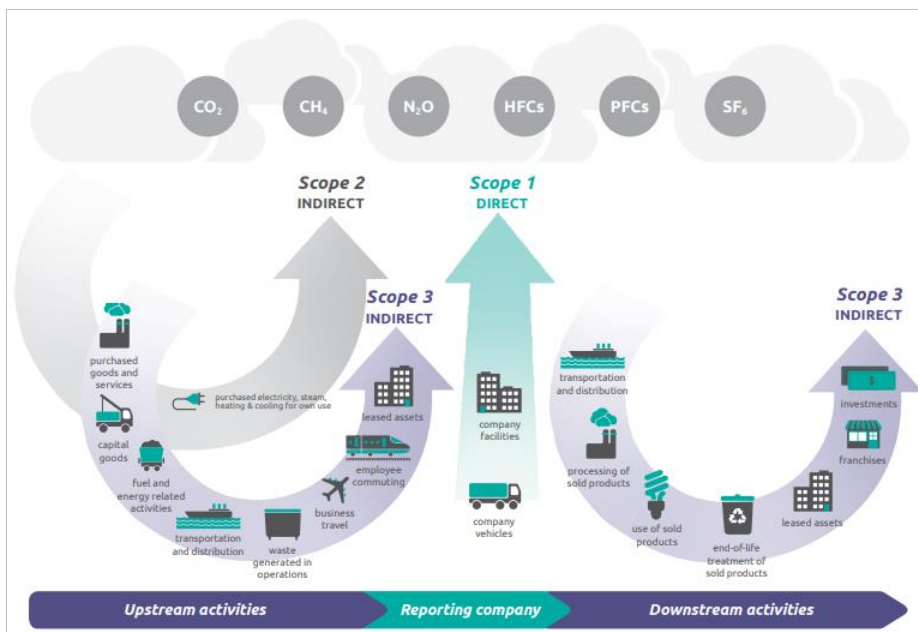 CO₂
CH₄
N₂O
HFCs
PFCs
SF₆
Scope 2
INDIRECT
Scope 1
DIRECT
Scope 3
INDIRECT
Scope 3
INDIRECT
purchased
goods and
services
capital
goods
fuel and
energy related
activities
transportation
and distribution
waste
generated in
operations
business
travel
employee
commuting
leased assets
purchased electricity, steam,
heating & cooling for own use
company
facilities
company
vehicles
transportation
and distribution
processing of
sold products
use of sold
products
end-of-life
treatment of
sold products
leased assets
franchises
$
investments
Upstream activities
Reporting company
Downstream activities